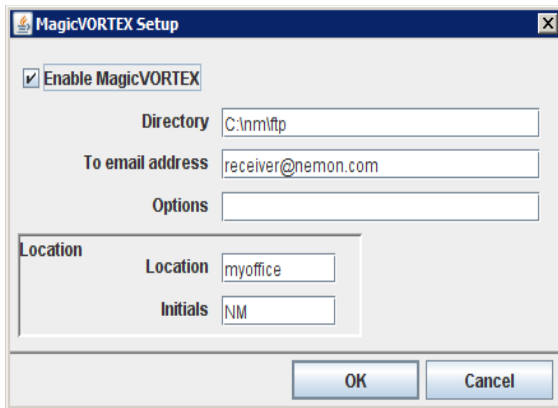 MagicVORTEX Setup
Enable MagicVORTEX
Directory C:\nm\ftp
To email address receiver@nemon.com
Options
Location
Location myoffice
Initials NM
OK Cancel